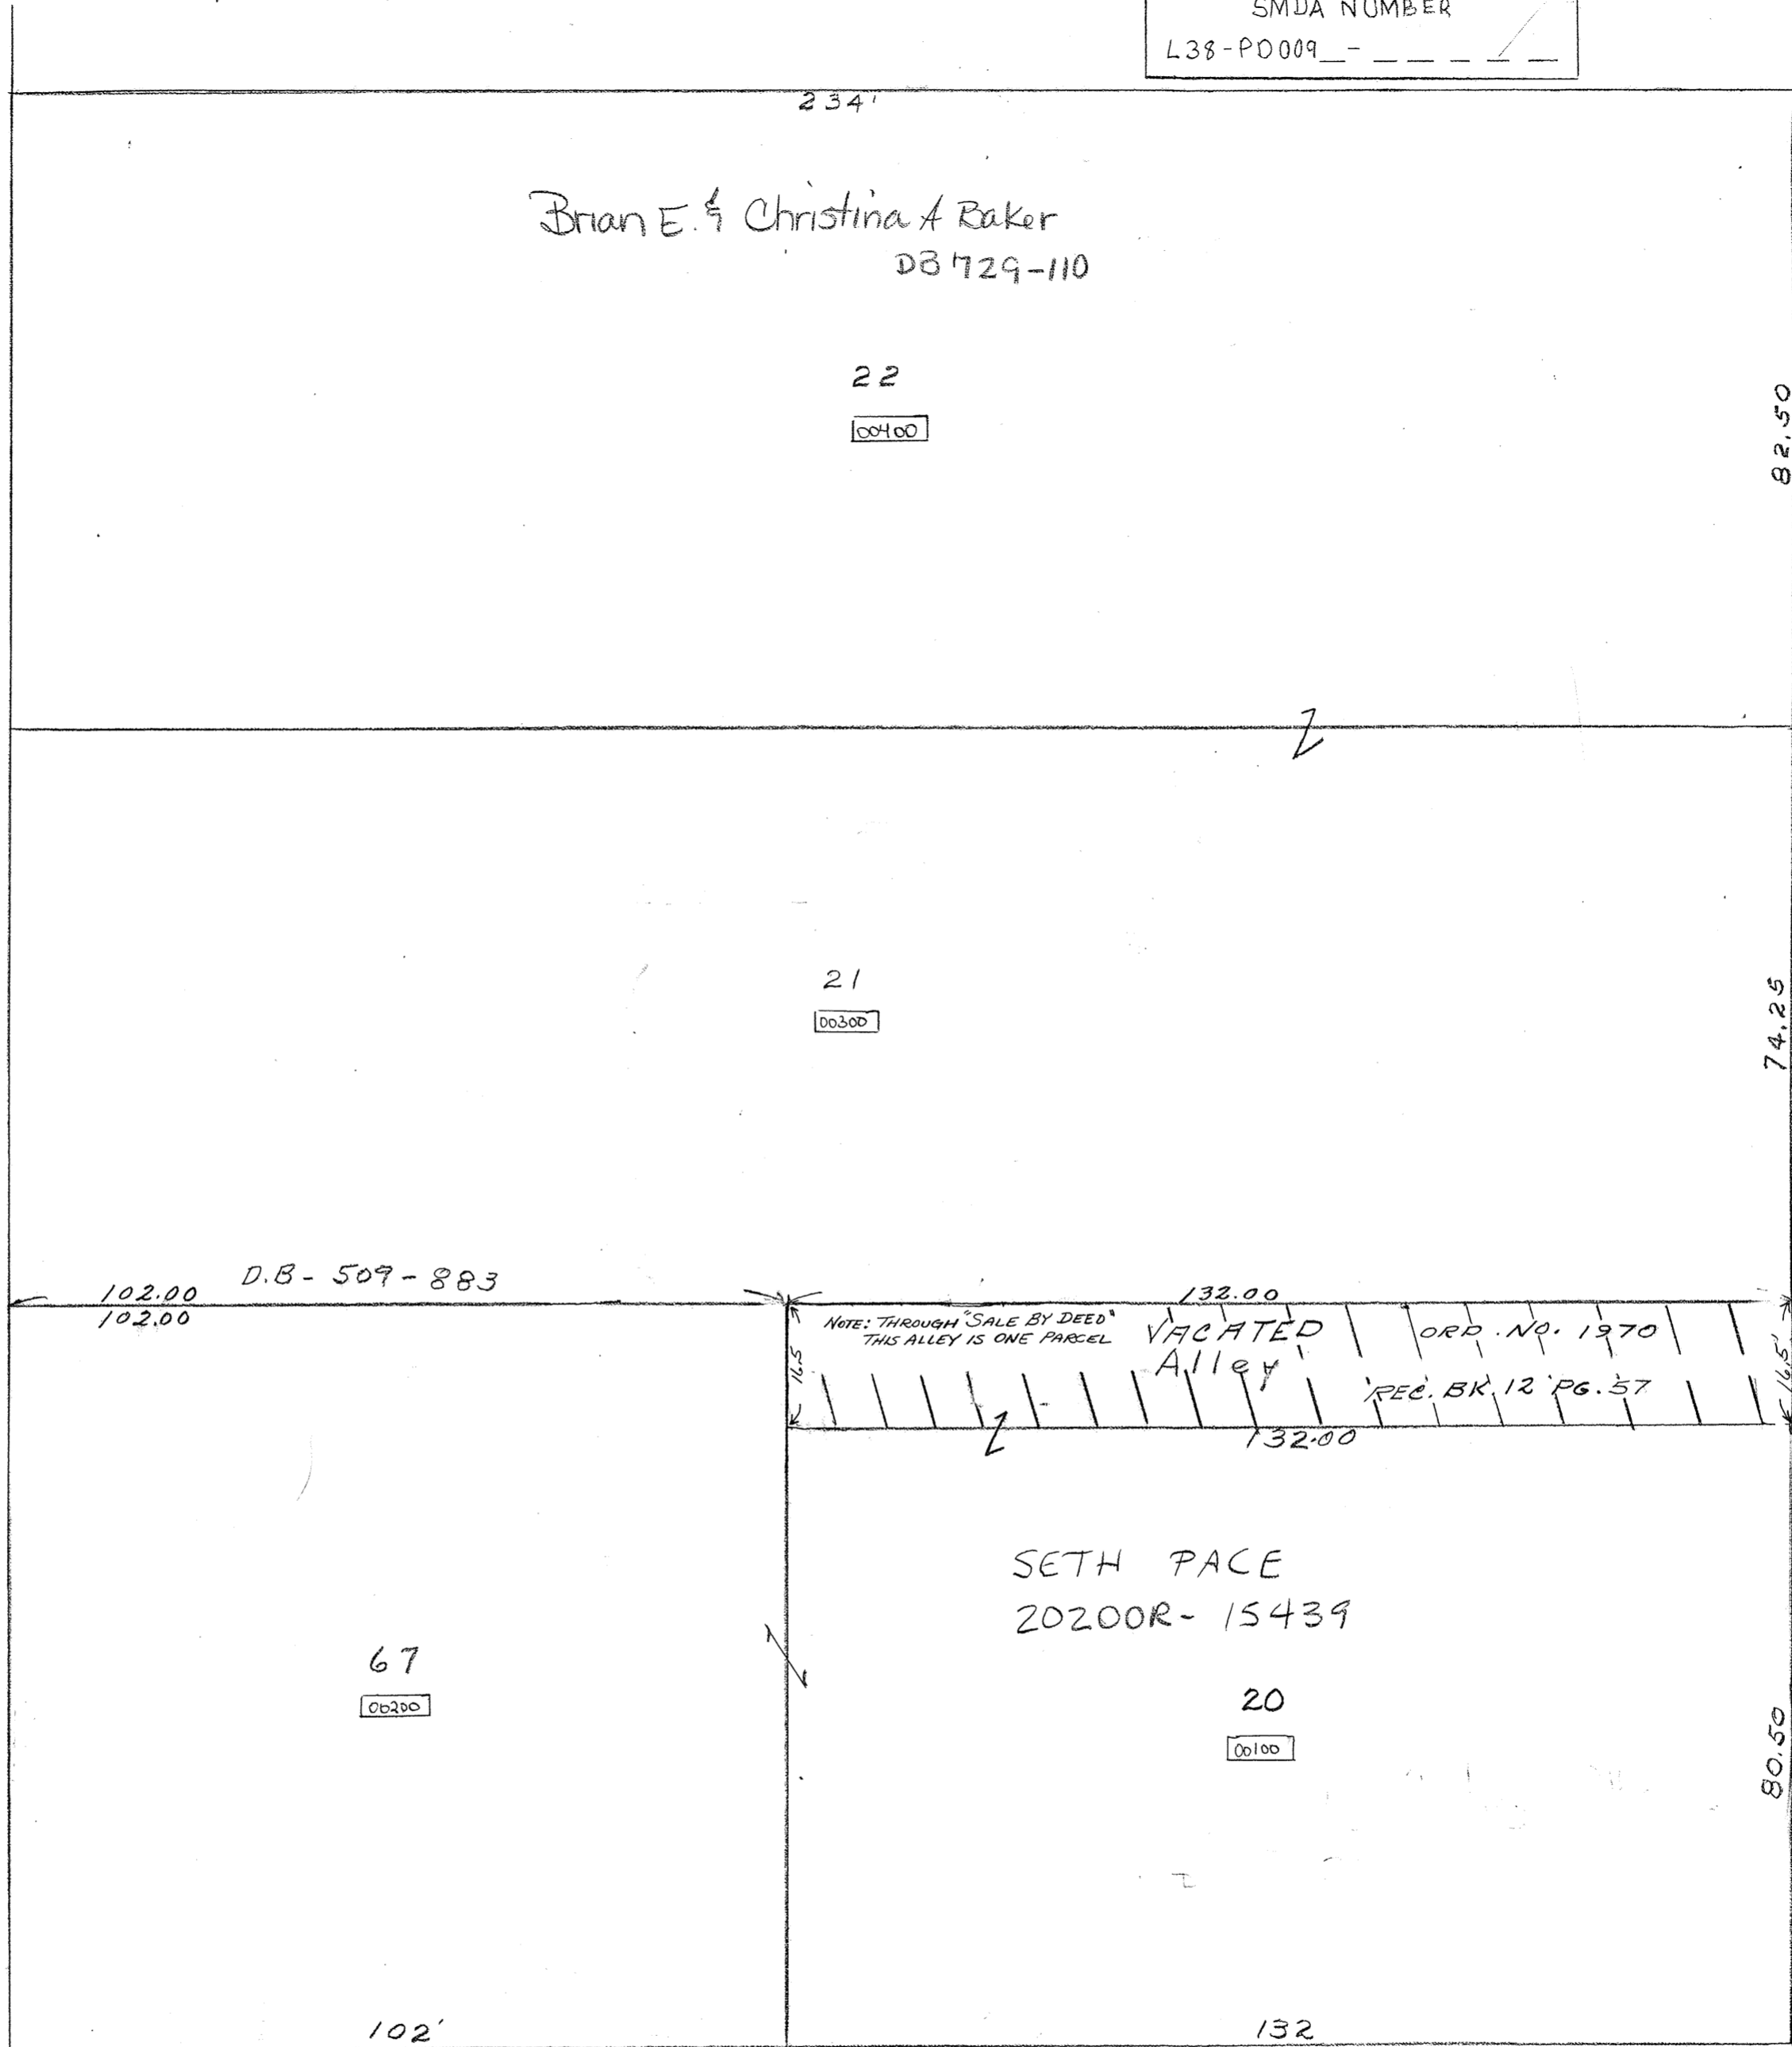 SMDA NUMBER
L38-PD009_-_ _ _ _ _
234'
Brian E. & Christina A Baker
DB 729-110
22
00400
82.50
21
00300
74.25
D.B - 509 - 883
102.00
102.00
132.00
NOTE: THROUGH "SALE BY DEED"
THIS ALLEY IS ONE PARCEL
VACATED
Alley
ORD. NO. 1970
REC. BK. 12 PG. 57
16.5
16.5'
132.00
SETH PACE
20200R- 15439
67
00200
20
00100
80.50
102'
132